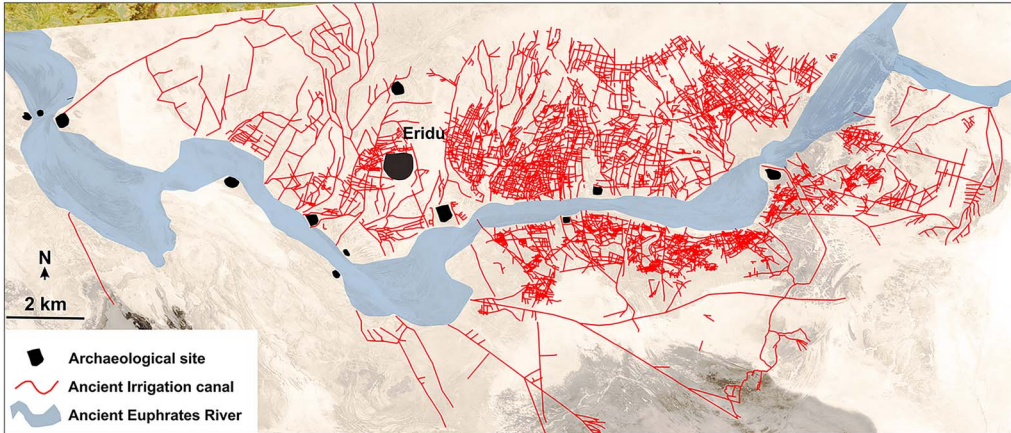 Eridu
N
2 km
Archaeological site
Ancient Irrigation canal
Ancient Euphrates River